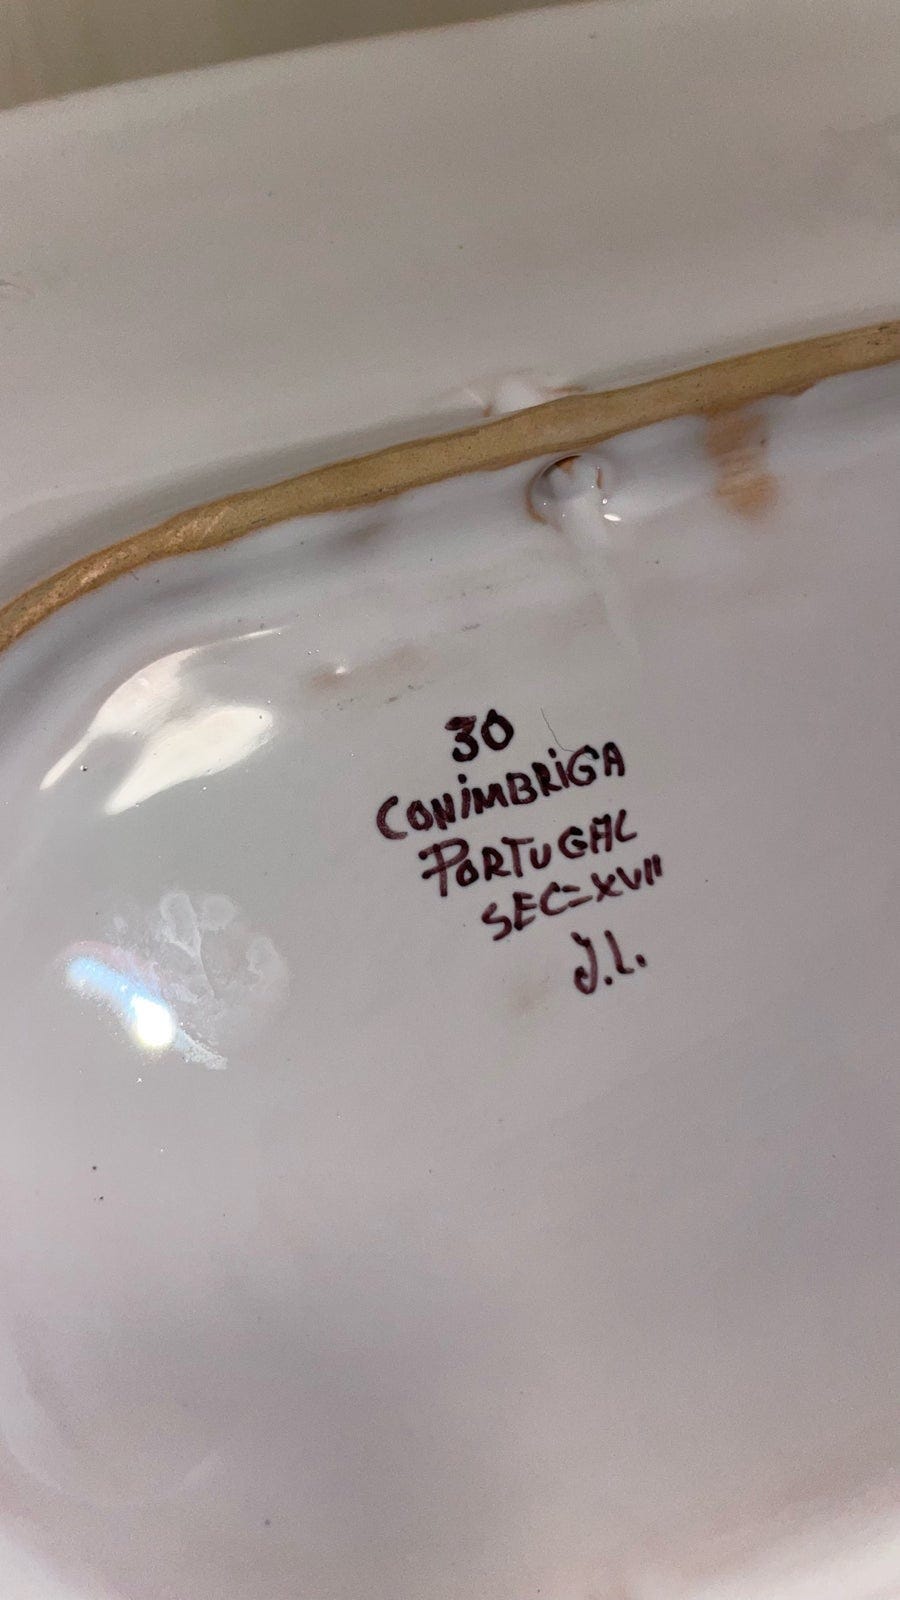 30
CONiMBRiGA
PORTUGAL
SEC=XVII
J.L.